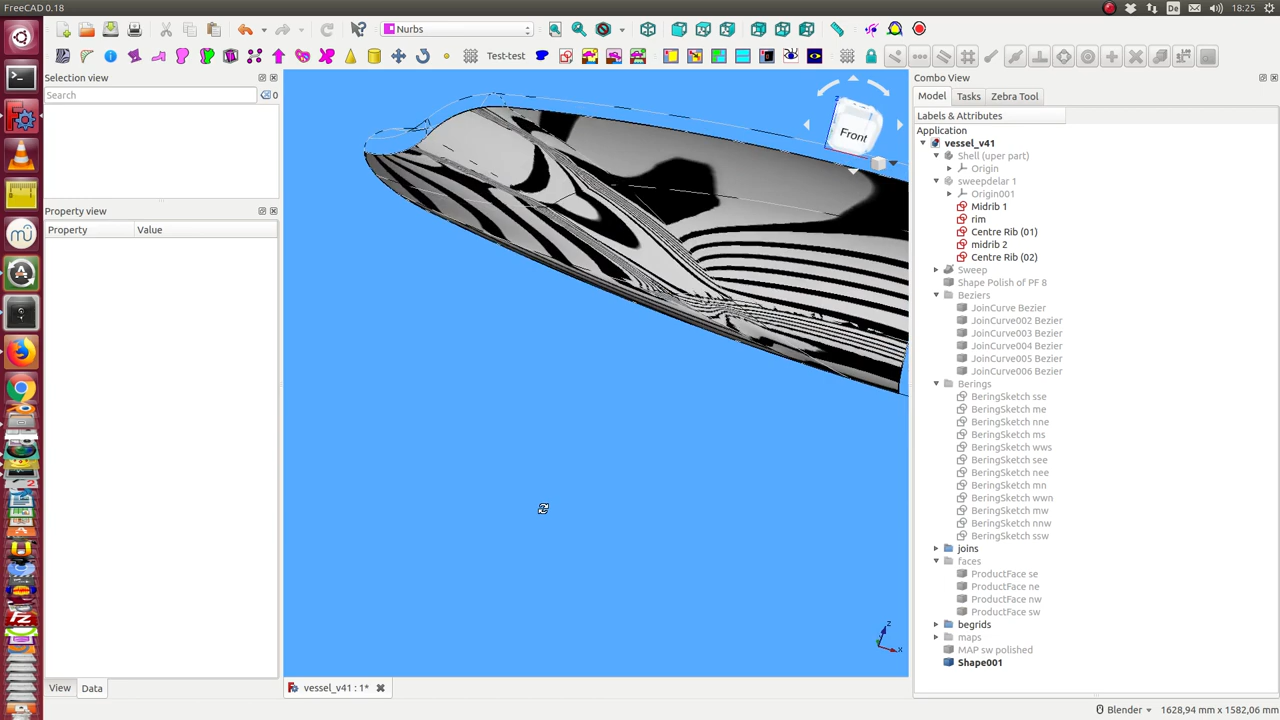 FreeCAD 0.18
De
18:25
Nurbs
Test-test
Selection view
Search
0
Property view
Property Value
View Data
Front
Z
X
vessel_v41 : 1*
Combo View
Model Tasks Zebra Tool
Labels & Attributes
Application
vessel_v41
Shell (uper part)
Origin
sweepdelar 1
Origin001
Midrib 1
rim
Centre Rib (01)
midrib 2
Centre Rib (02)
Sweep
Shape Polish of PF 8
Beziers
JoinCurve Bezier
JoinCurve002 Bezier
JoinCurve003 Bezier
JoinCurve004 Bezier
JoinCurve005 Bezier
JoinCurve006 Bezier
Berings
BeringSketch sse
BeringSketch me
BeringSketch nne
BeringSketch ms
BeringSketch wws
BeringSketch see
BeringSketch nee
BeringSketch mn
BeringSketch wwn
BeringSketch mw
BeringSketch nnw
BeringSketch ssw
joins
faces
ProductFace se
ProductFace ne
ProductFace nw
ProductFace sw
begrids
maps
MAP sw polished
Shape001
Blender
1628,94 mm x 1582,06 mm